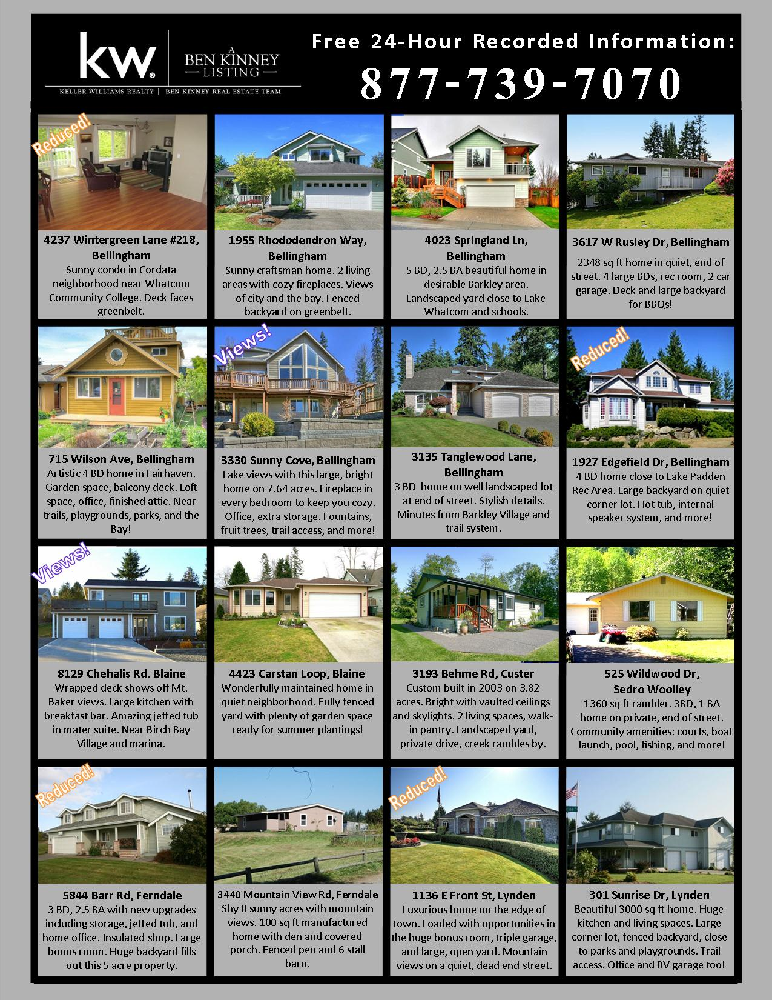 kw.®
A
BEN KINNEY
LISTING
KELLER WILLIAMS REALTY | BEN KINNEY REAL ESTATE TEAM
Free 24-Hour Recorded Information:
877-739-7070
Reduced!
4237 Wintergreen Lane #218,
Bellingham
Sunny condo in Cordata
neighborhood near Whatcom
Community College. Deck faces
greenbelt.
1955 Rhododendron Way,
Bellingham
Sunny craftsman home. 2 living
areas with cozy fireplaces. Views
of city and the bay. Fenced
backyard on greenbelt.
4023 Springland Ln,
Bellingham
5 BD, 2.5 BA beautiful home in
desirable Barkley area.
Landscaped yard close to Lake
Whatcom and schools.
3617 W Rusley Dr, Bellingham
2348 sq ft home in quiet, end of
street. 4 large BDs, rec room, 2 car
garage. Deck and large backyard
for BBQs!
715 Wilson Ave, Bellingham
Artistic 4 BD home in Fairhaven.
Garden space, balcony deck. Loft
space, office, finished attic. Near
trails, playgrounds, parks, and the
Bay!
Views!
3330 Sunny Cove, Bellingham
Lake views with this large, bright
home on 7.64 acres. Fireplace in
every bedroom to keep you cozy.
Office, extra storage. Fountains,
fruit trees, trail access, and more!
3135 Tanglewood Lane,
Bellingham
3 BD home on well landscaped lot
at end of street. Stylish details.
Minutes from Barkley Village and
trail system.
Reduced!
1927 Edgefield Dr, Bellingham
4 BD home close to Lake Padden
Rec Area. Large backyard on quiet
corner lot. Hot tub, internal
speaker system, and more!
Views!
8129 Chehalis Rd. Blaine
Wrapped deck shows off Mt.
Baker views. Large kitchen with
breakfast bar. Amazing jetted tub
in mater suite. Near Birch Bay
Village and marina.
4423 Carstan Loop, Blaine
Wonderfully maintained home in
quiet neighborhood. Fully fenced
yard with plenty of garden space
ready for summer plantings!
3193 Behme Rd, Custer
Custom built in 2003 on 3.82
acres. Bright with vaulted ceilings
and skylights. 2 living spaces, walk-
in pantry. Landscaped yard,
private drive, creek rambles by.
525 Wildwood Dr,
Sedro Woolley
1360 sq ft rambler. 3BD, 1 BA
home on private, end of street.
Community amenities: courts, boat
launch, pool, fishing, and more!
Reduced!
5844 Barr Rd, Ferndale
3 BD, 2.5 BA with new upgrades
including storage, jetted tub, and
home office. Insulated shop. Large
bonus room. Huge backyard fills
out this 5 acre property.
3440 Mountain View Rd, Ferndale
Shy 8 sunny acres with mountain
views. 100 sq ft manufactured
home with den and covered
porch. Fenced pen and 6 stall
barn.
Reduced!
1136 E Front St, Lynden
Luxurious home on the edge of
town. Loaded with opportunities in
the huge bonus room, triple garage,
and large, open yard. Mountain
views on a quiet, dead end street.
301 Sunrise Dr, Lynden
Beautiful 3000 sq ft home. Huge
kitchen and living spaces. Large
corner lot, fenced backyard, close
to parks and playgrounds. Trail
access. Office and RV garage too!